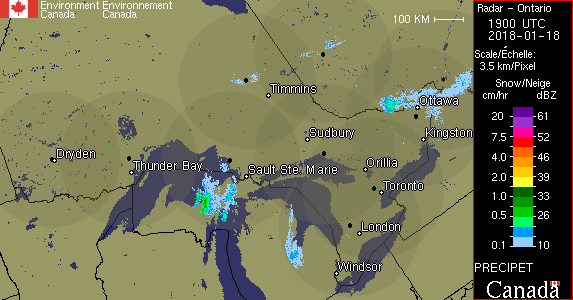 Environment Environnement
Canada Canada
100 KM
Timmins
Ottawa
Sudbury
Kingston
Dryden
Thunder Bay
Sault Ste. Marie
Orillia
Toronto
London
Windsor
Radar - Ontario
1900 UTC
2018-01-18
Scale/Échelle:
3.5 km/Pixel
Snow/Neige
cm/hr dBZ
20 61
7.5 52
4.0 46
2.0 39
1.0 33
0.5 26
0.1 10
PRECIPET
Canada